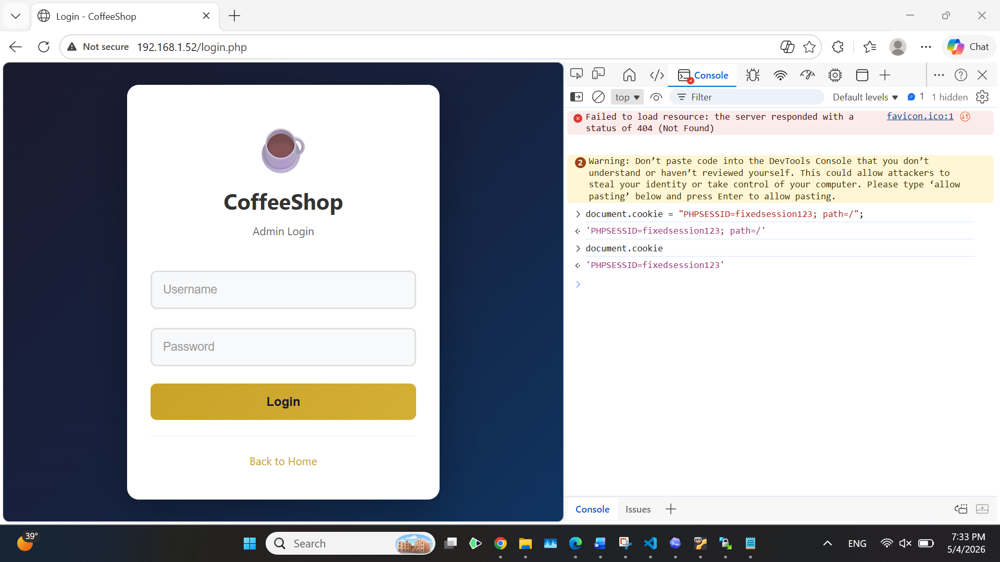 Login - CoffeeShop
Not secure
192.168.1.52/login.php
Chat
CoffeeShop
Admin Login
Username
Password
Login
Back to Home
Console
top
Filter
Default levels
1
1 hidden
Failed to load resource: the server responded with a
status of 404 (Not Found)
favicon.ico:1
2
Warning: Don’t paste code into the DevTools Console that you don’t
understand or haven’t reviewed yourself. This could allow attackers to
steal your identity or take control of your computer. Please type ‘allow
pasting’ below and press Enter to allow pasting.
document.cookie = "PHPSESSID=fixedsession123; path=/";
'PHPSESSID=fixedsession123; path=/'
document.cookie
'PHPSESSID=fixedsession123'
Console
Issues
39°
Search
W
x64
ENG
7:33 PM
5/4/2026